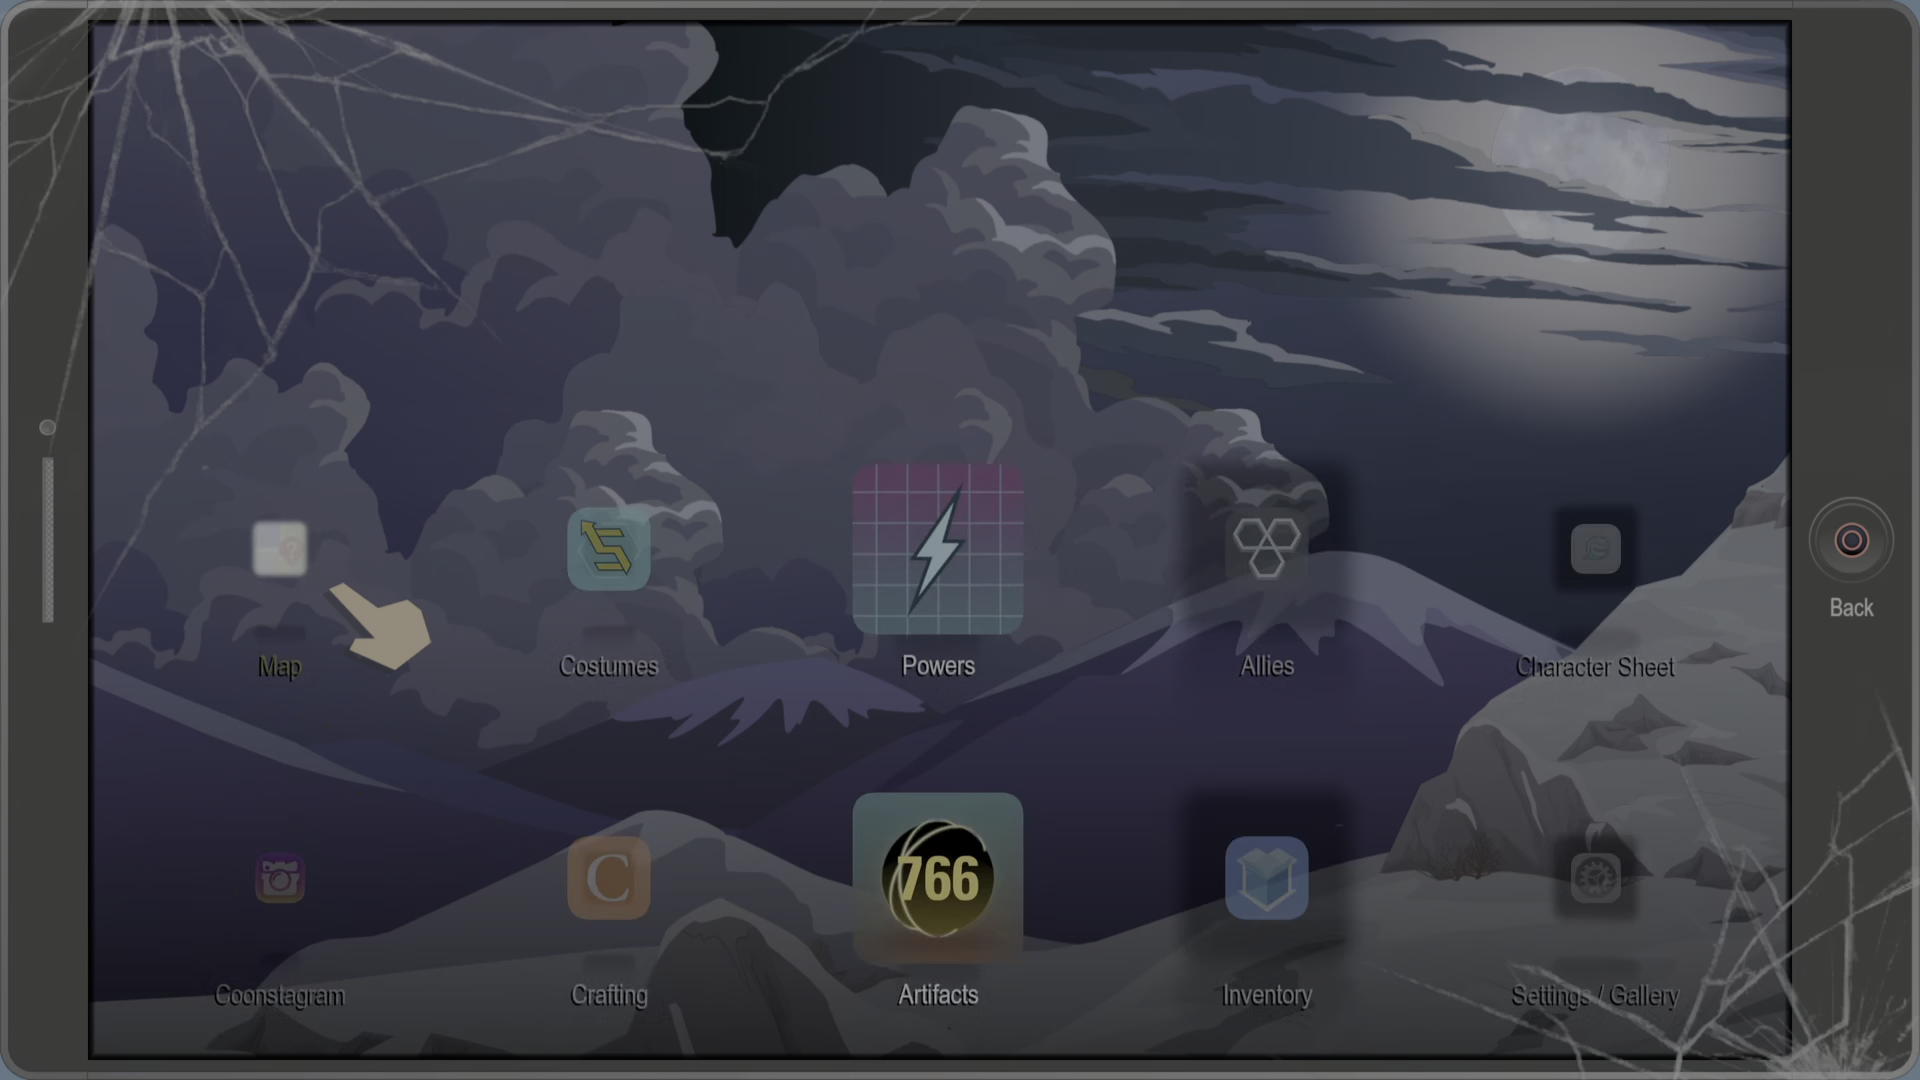 Back
Map
Costumes
Powers
Allies
Character Sheet
C
766
Coonstagram
Crafting
Artifacts
Inventory
Settings / Gallery